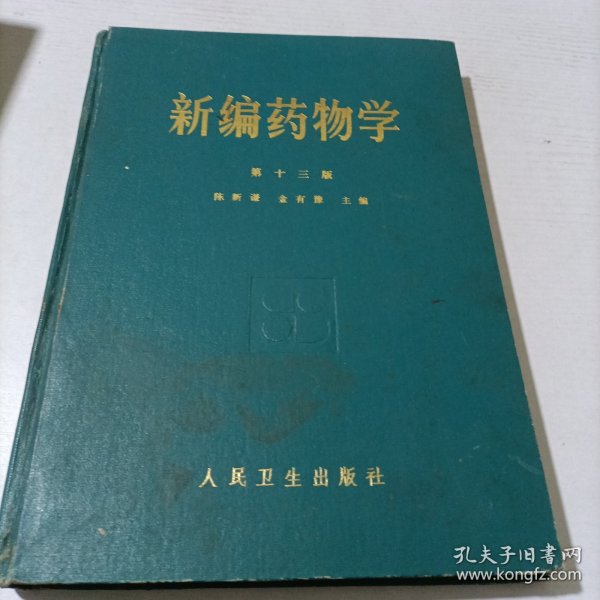 新编药物学
第十三版
陈新谦 金有豫 主编
人民卫生出版社
孔夫子旧书网
www.kongfz.com